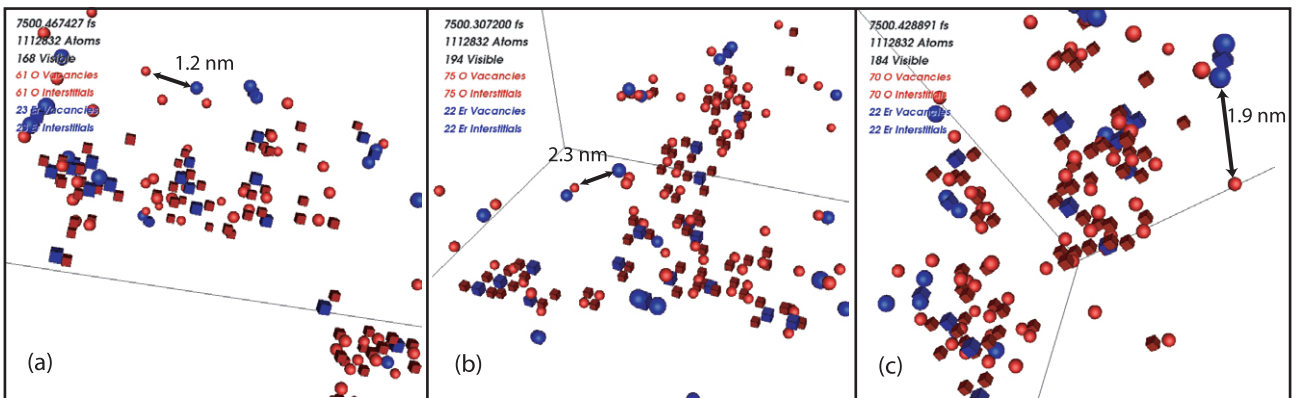 7500.467427 fs
1112832 Atoms
168 Visible
61 O Vacancies
61 O Interstitials
23 Er Vacancies
23 Er Interstitials
1.2 nm
(a)
7500.307200 fs
1112832 Atoms
194 Visible
75 O Vacancies
75 O Interstitials
22 Er Vacancies
22 Er Interstitials
2.3 nm
(b)
7500.428891 fs
1112832 Atoms
184 Visible
70 O Vacancies
70 O Interstitials
22 Er Vacancies
22 Er Interstitials
1.9 nm
(c)